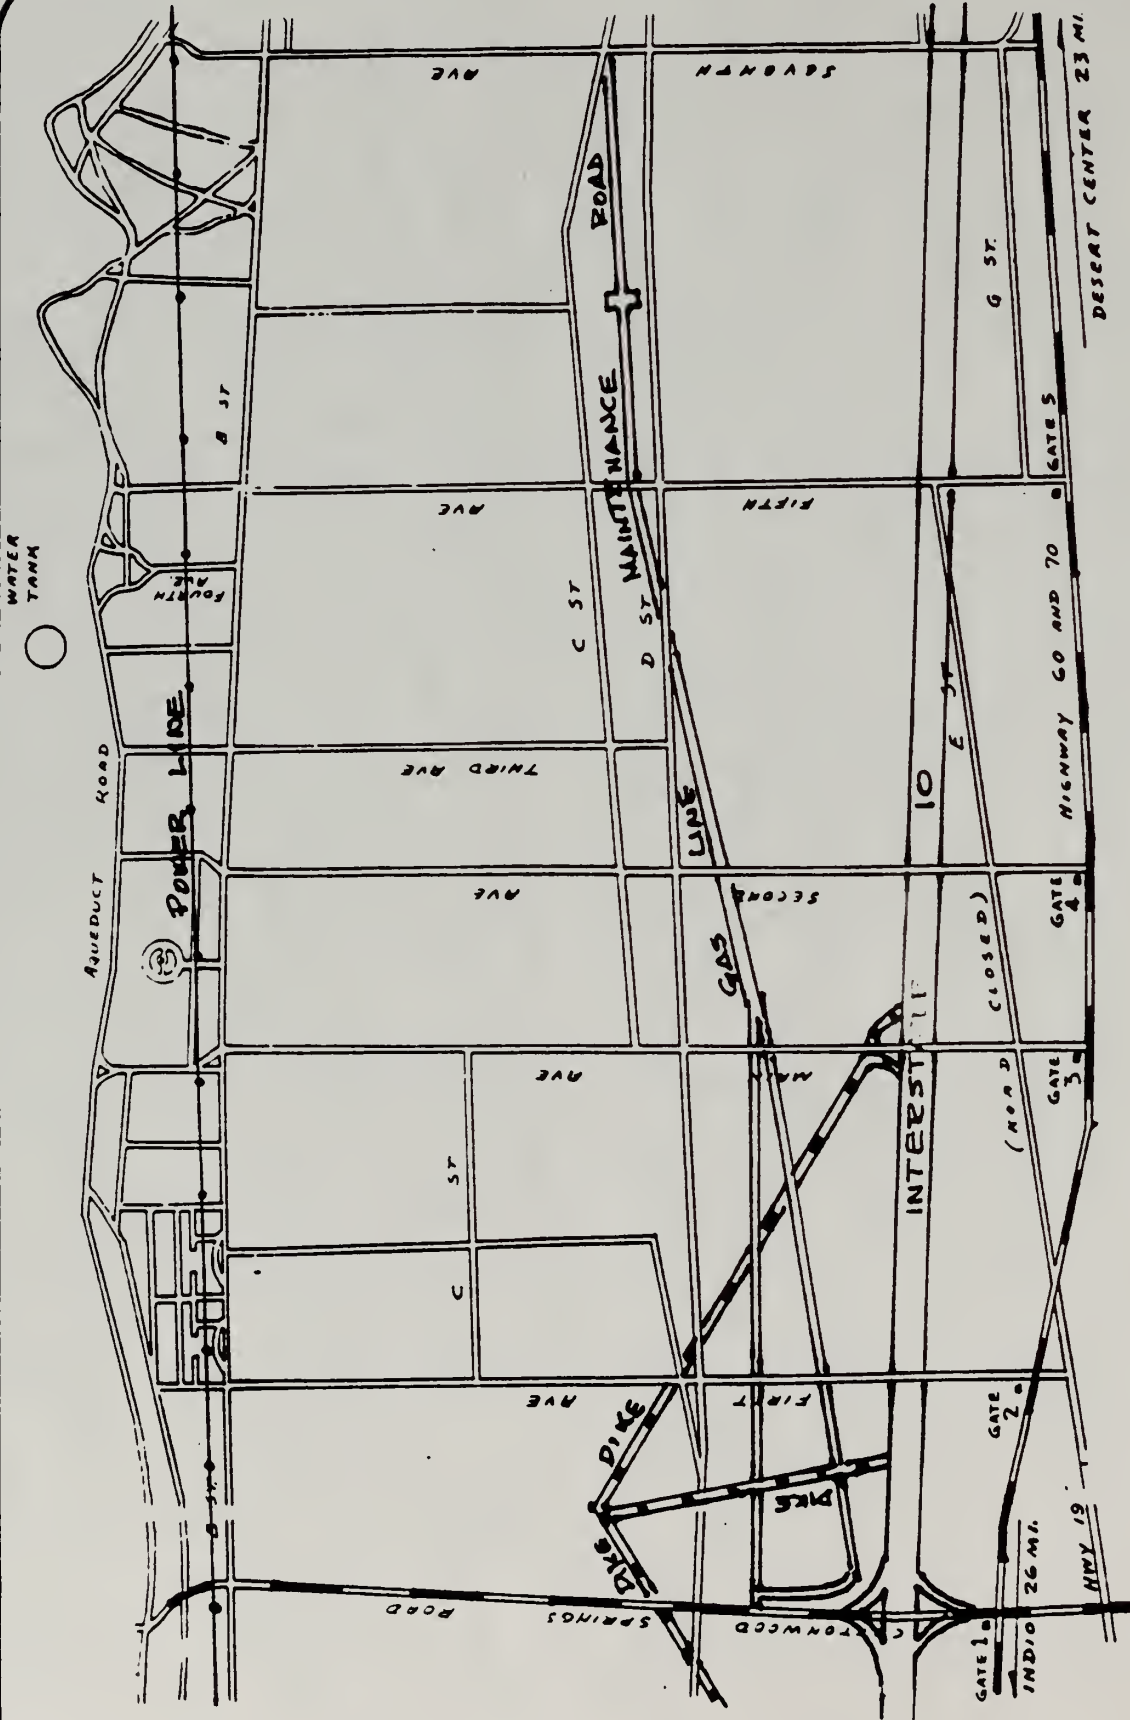 WATER
TANK
AQUEDUCT ROAD
POWER LINE
FOURTH
AVE.
B ST
B ST.
AVE SEVENTH
AVE FIFTH
THIRD AVE
AVE SECOND
AVE MAIN
AVE FIRST
COTTONWOOD SPRINGS ROAD
C ST
C ST
D ST
E ST
G ST.
MAINTENANCE ROAD
GAS LINE
DIKE
DIKE
DIKE
INTERSTATE 10
(ROAD CLOSED)
HIGHWAY 60 AND 70
GATE 1
GATE
2
GATE
3
GATE
4
GATE 5
INDIO 26 MI.
HWY 19
DESERT CENTER 23 MI.